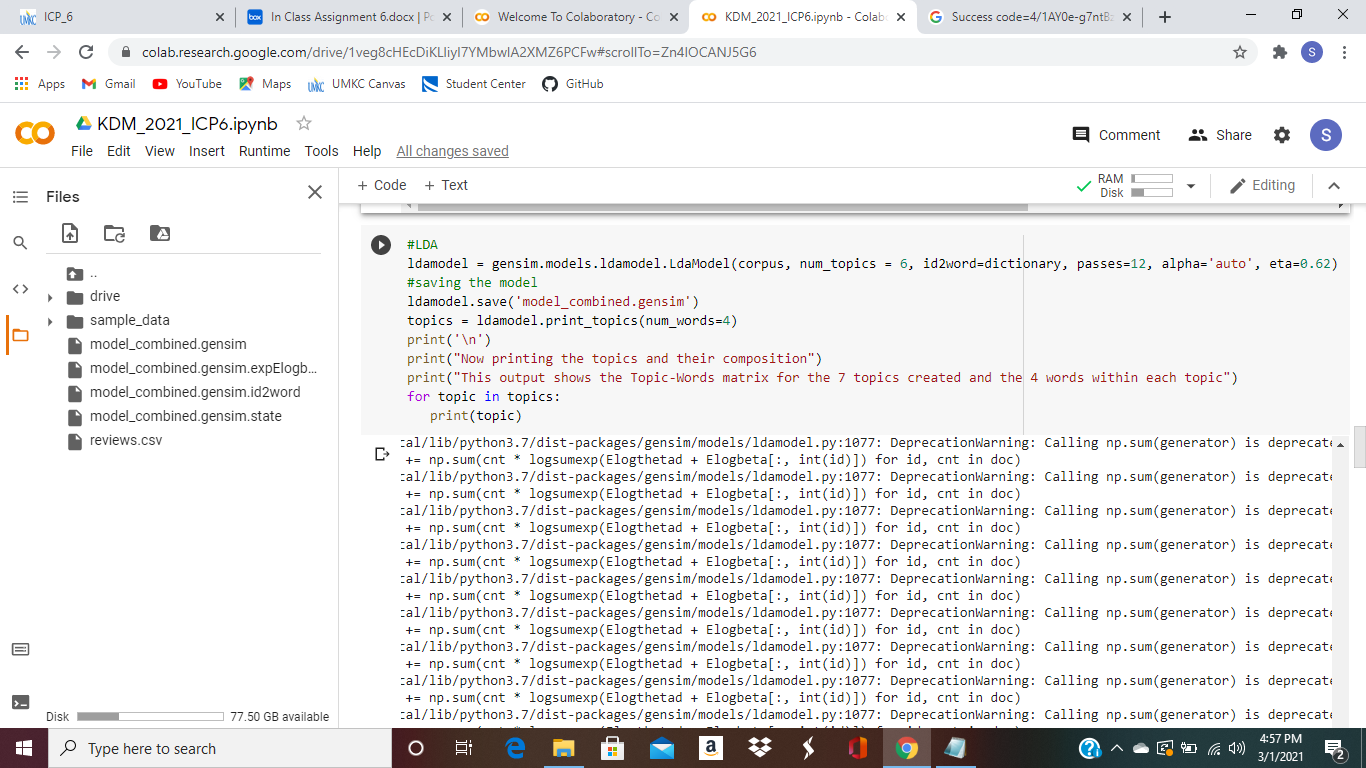 ICP_6
In Class Assignment 6.docx | Po
Welcome To Colaboratory - Co
KDM_2021_ICP6.ipynb - Colab
Success code=4/1AY0e-g7ntB
colab.research.google.com/drive/1veg8cHEcDiKLIiyI7YMbwIA2XMZ6PCFw#scrollTo=Zn4IOCANJ5G6
S
Apps
Gmail
YouTube
Maps
UMKC Canvas
Student Center
GitHub
KDM_2021_ICP6.ipynb
Comment
Share
S
File Edit View Insert Runtime Tools Help All changes saved
Files
+ Code + Text
RAM
Disk
Editing
..
drive
sample_data
model_combined.gensim
model_combined.gensim.expElogb...
model_combined.gensim.id2word
model_combined.gensim.state
reviews.csv
Disk 77.50 GB available
#LDA
ldamodel = gensim.models.ldamodel.LdaModel(corpus, num_topics = 6, id2word=dictionary, passes=12, alpha='auto', eta=0.62)
#saving the model
ldamodel.save('model_combined.gensim')
topics = ldamodel.print_topics(num_words=4)
print('\n')
print("Now printing the topics and their composition")
print("This output shows the Topic-Words matrix for the 7 topics created and the 4 words within each topic")
for topic in topics:
print(topic)
cal/lib/python3.7/dist-packages/gensim/models/ldamodel.py:1077: DeprecationWarning: Calling np.sum(generator) is deprecate
+= np.sum(cnt * logsumexp(Elogthetad + Elogbeta[:, int(id)]) for id, cnt in doc)
cal/lib/python3.7/dist-packages/gensim/models/ldamodel.py:1077: DeprecationWarning: Calling np.sum(generator) is deprecate
+= np.sum(cnt * logsumexp(Elogthetad + Elogbeta[:, int(id)]) for id, cnt in doc)
cal/lib/python3.7/dist-packages/gensim/models/ldamodel.py:1077: DeprecationWarning: Calling np.sum(generator) is deprecate
+= np.sum(cnt * logsumexp(Elogthetad + Elogbeta[:, int(id)]) for id, cnt in doc)
cal/lib/python3.7/dist-packages/gensim/models/ldamodel.py:1077: DeprecationWarning: Calling np.sum(generator) is deprecate
+= np.sum(cnt * logsumexp(Elogthetad + Elogbeta[:, int(id)]) for id, cnt in doc)
cal/lib/python3.7/dist-packages/gensim/models/ldamodel.py:1077: DeprecationWarning: Calling np.sum(generator) is deprecate
+= np.sum(cnt * logsumexp(Elogthetad + Elogbeta[:, int(id)]) for id, cnt in doc)
cal/lib/python3.7/dist-packages/gensim/models/ldamodel.py:1077: DeprecationWarning: Calling np.sum(generator) is deprecate
+= np.sum(cnt * logsumexp(Elogthetad + Elogbeta[:, int(id)]) for id, cnt in doc)
cal/lib/python3.7/dist-packages/gensim/models/ldamodel.py:1077: DeprecationWarning: Calling np.sum(generator) is deprecate
+= np.sum(cnt * logsumexp(Elogthetad + Elogbeta[:, int(id)]) for id, cnt in doc)
cal/lib/python3.7/dist-packages/gensim/models/ldamodel.py:1077: DeprecationWarning: Calling np.sum(generator) is deprecate
+= np.sum(cnt * logsumexp(Elogthetad + Elogbeta[:, int(id)]) for id, cnt in doc)
cal/lib/python3.7/dist-packages/gensim/models/ldamodel.py:1077: DeprecationWarning: Calling np.sum(generator) is deprecate
Type here to search
4:57 PM
3/1/2021
2